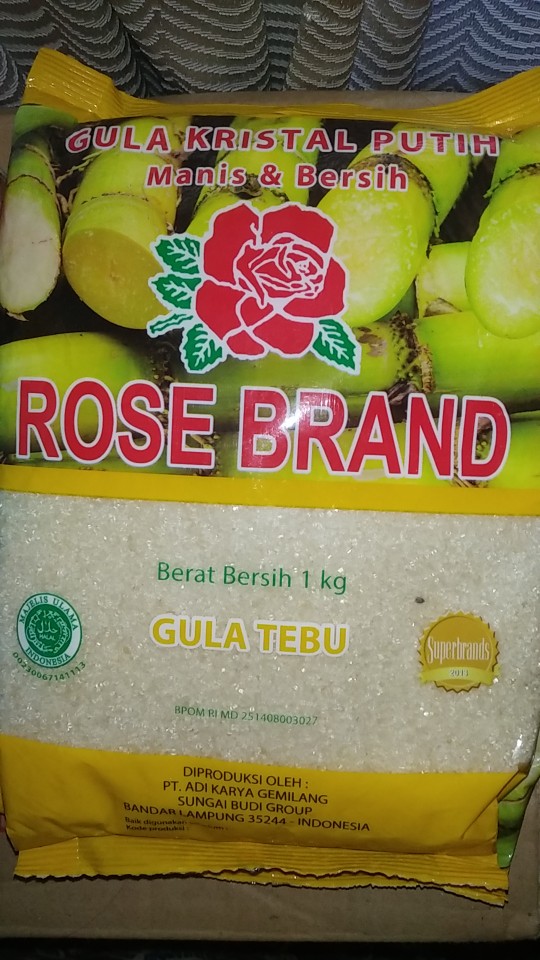 GULA KRISTAL PUTIH
Manis & Bersih
ROSE BRAND
Berat Bersih 1 kg
GULA TEBU
MAJELIS ULAMA
HALAL
INDONESIA
00230067141113
Superbrands
BPOM RI MD 251408003027
DIPRODUKSI OLEH :
PT. ADI KARYA GEMILANG
SUNGAI BUDI GROUP
BANDAR LAMPUNG 35244 - INDONESIA
Baik digunakan
Kode produksi :